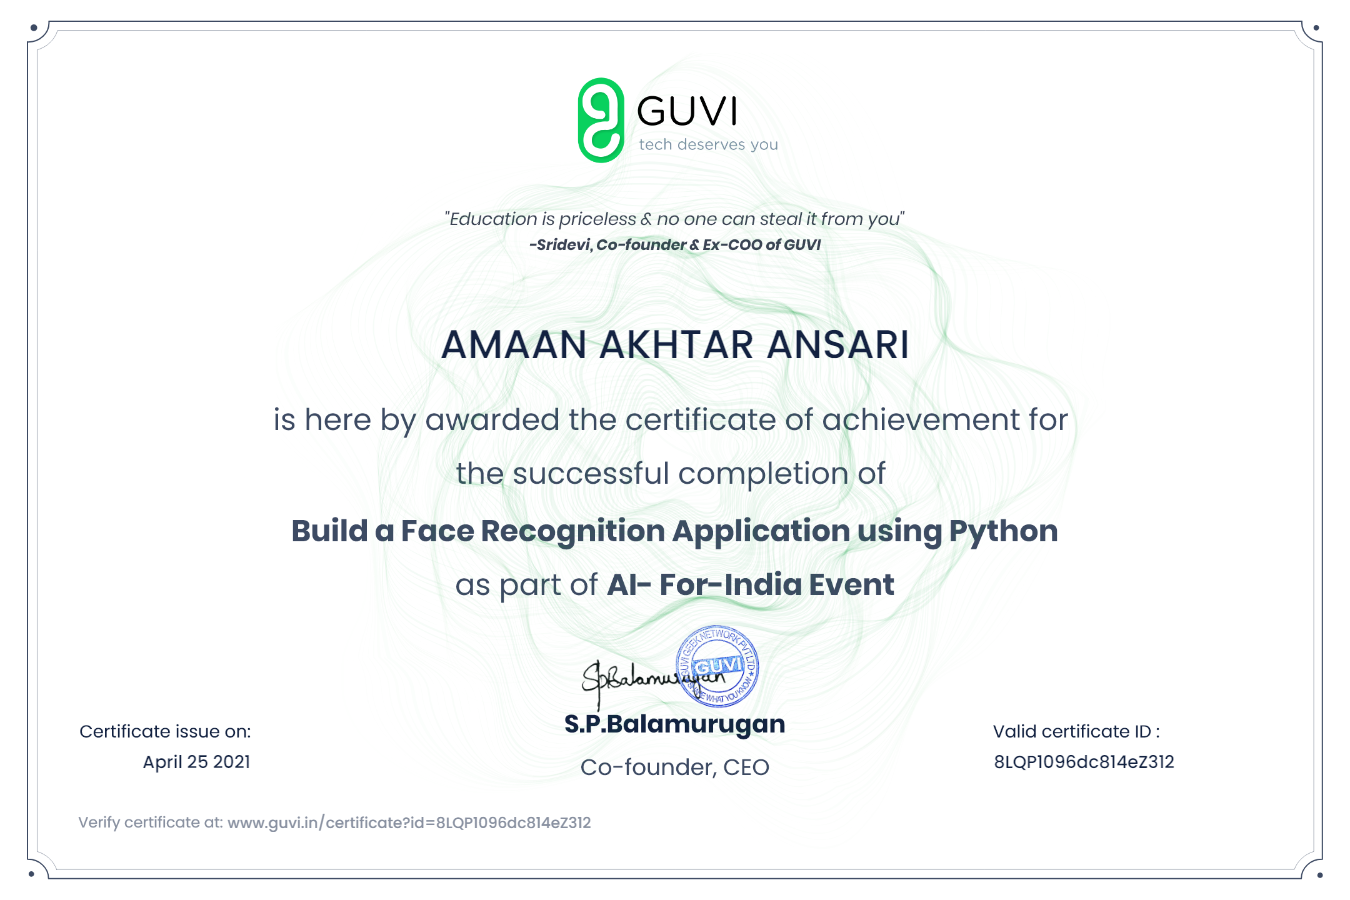 GUVI
tech deserves you
"Education is priceless & no one can steal it from you"
-Sridevi, Co-founder & Ex-COO of GUVI
AMAAN AKHTAR ANSARI
is here by awarded the certificate of achievement for
the successful completion of
Build a Face Recognition Application using Python
as part of AI- For-India Event
GUVI GEEK NETWORK PVT LTD
GUVI
WHAT YOU KNOW
SpBalamurugan
S.P.Balamurugan
Co-founder, CEO
Certificate issue on:
April 25 2021
Valid certificate ID :
8LQP1096dc814eZ312
Verify certificate at: www.guvi.in/certificate?id=8LQP1096dc814eZ312